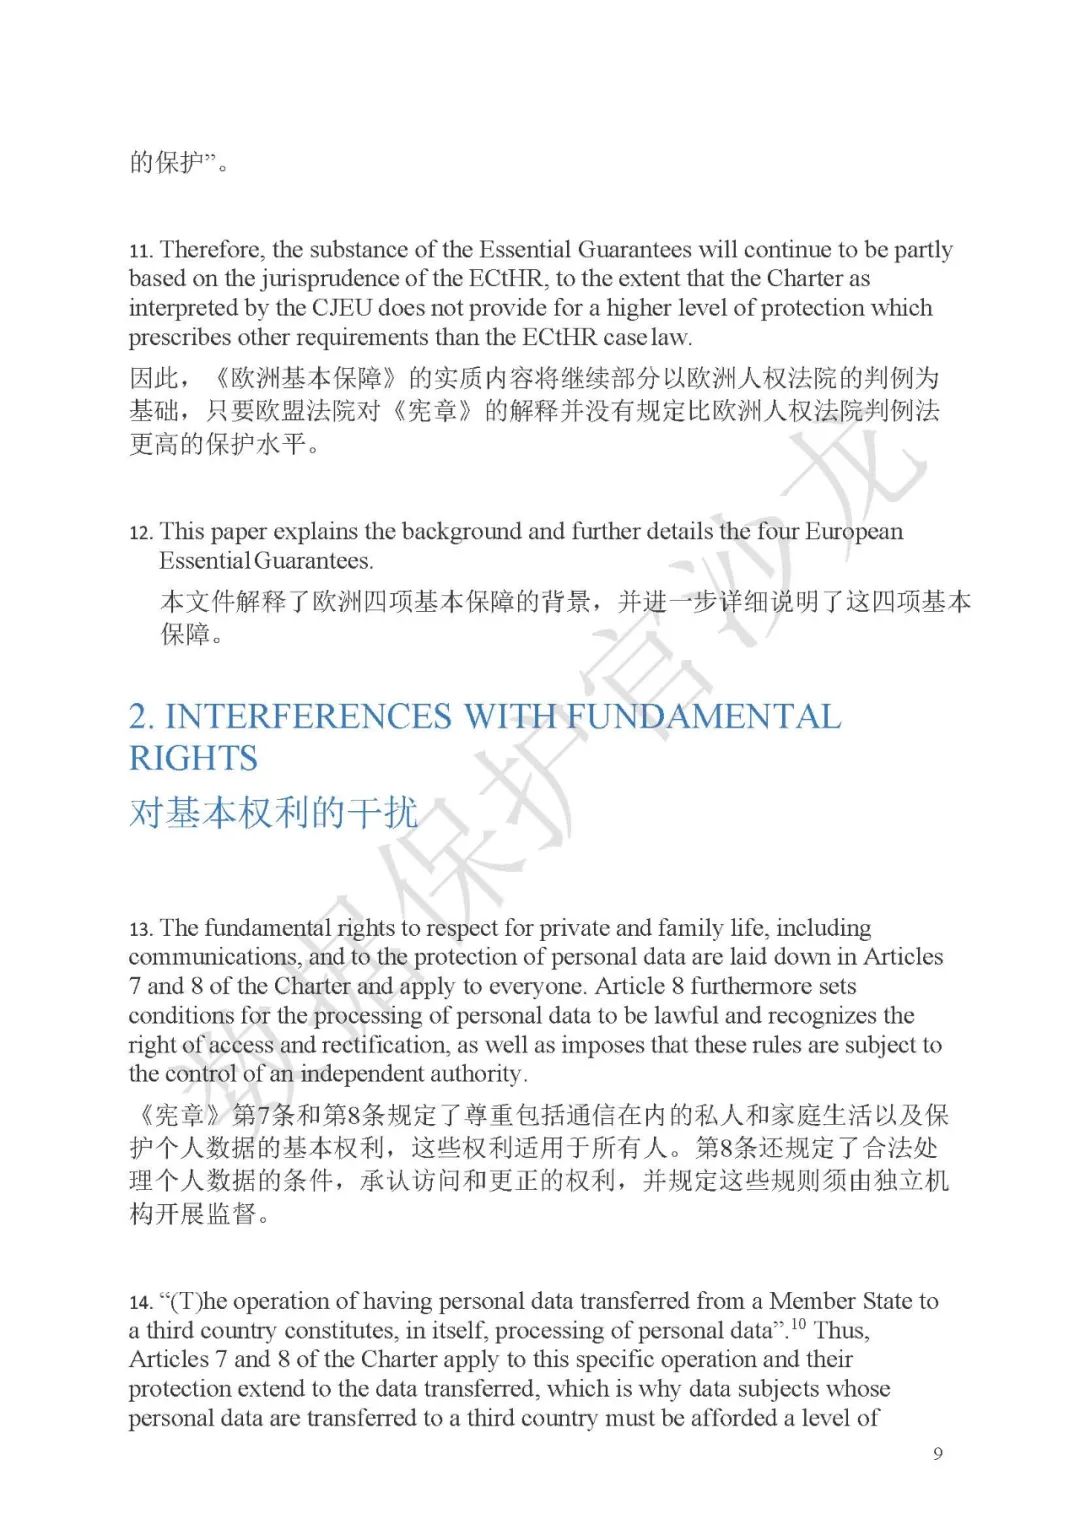 的保护”。
11. Therefore, the substance of the Essential Guarantees will continue to be partly
based on the jurisprudence of the ECtHR, to the extent that the Charter as
interpreted by the CJEU does not provide for a higher level of protection which
prescribes other requirements than the ECtHR case law.
因此，《欧洲基本保障》的实质内容将继续部分以欧洲人权法院的判例为
基础，只要欧盟法院对《宪章》的解释并没有规定比欧洲人权法院判例法
更高的保护水平。
12. This paper explains the background and further details the four European
Essential Guarantees.
本文件解释了欧洲四项基本保障的背景，并进一步详细说明了这四项基本
保障。
2. INTERFERENCES WITH FUNDAMENTAL
RIGHTS
对基本权利的干扰
13. The fundamental rights to respect for private and family life, including
communications, and to the protection of personal data are laid down in Articles
7 and 8 of the Charter and apply to everyone. Article 8 furthermore sets
conditions for the processing of personal data to be lawful and recognizes the
right of access and rectification, as well as imposes that these rules are subject to
the control of an independent authority.
《宪章》第7条和第8条规定了尊重包括通信在内的私人和家庭生活以及保
护个人数据的基本权利，这些权利适用于所有人。第8条还规定了合法处
理个人数据的条件，承认访问和更正的权利，并规定这些规则须由独立机
构开展监督。
14. “(T)he operation of having personal data transferred from a Member State to
a third country constitutes, in itself, processing of personal data”.10 Thus,
Articles 7 and 8 of the Charter apply to this specific operation and their
protection extend to the data transferred, which is why data subjects whose
personal data are transferred to a third country must be afforded a level of
9
数据保护官沙龙